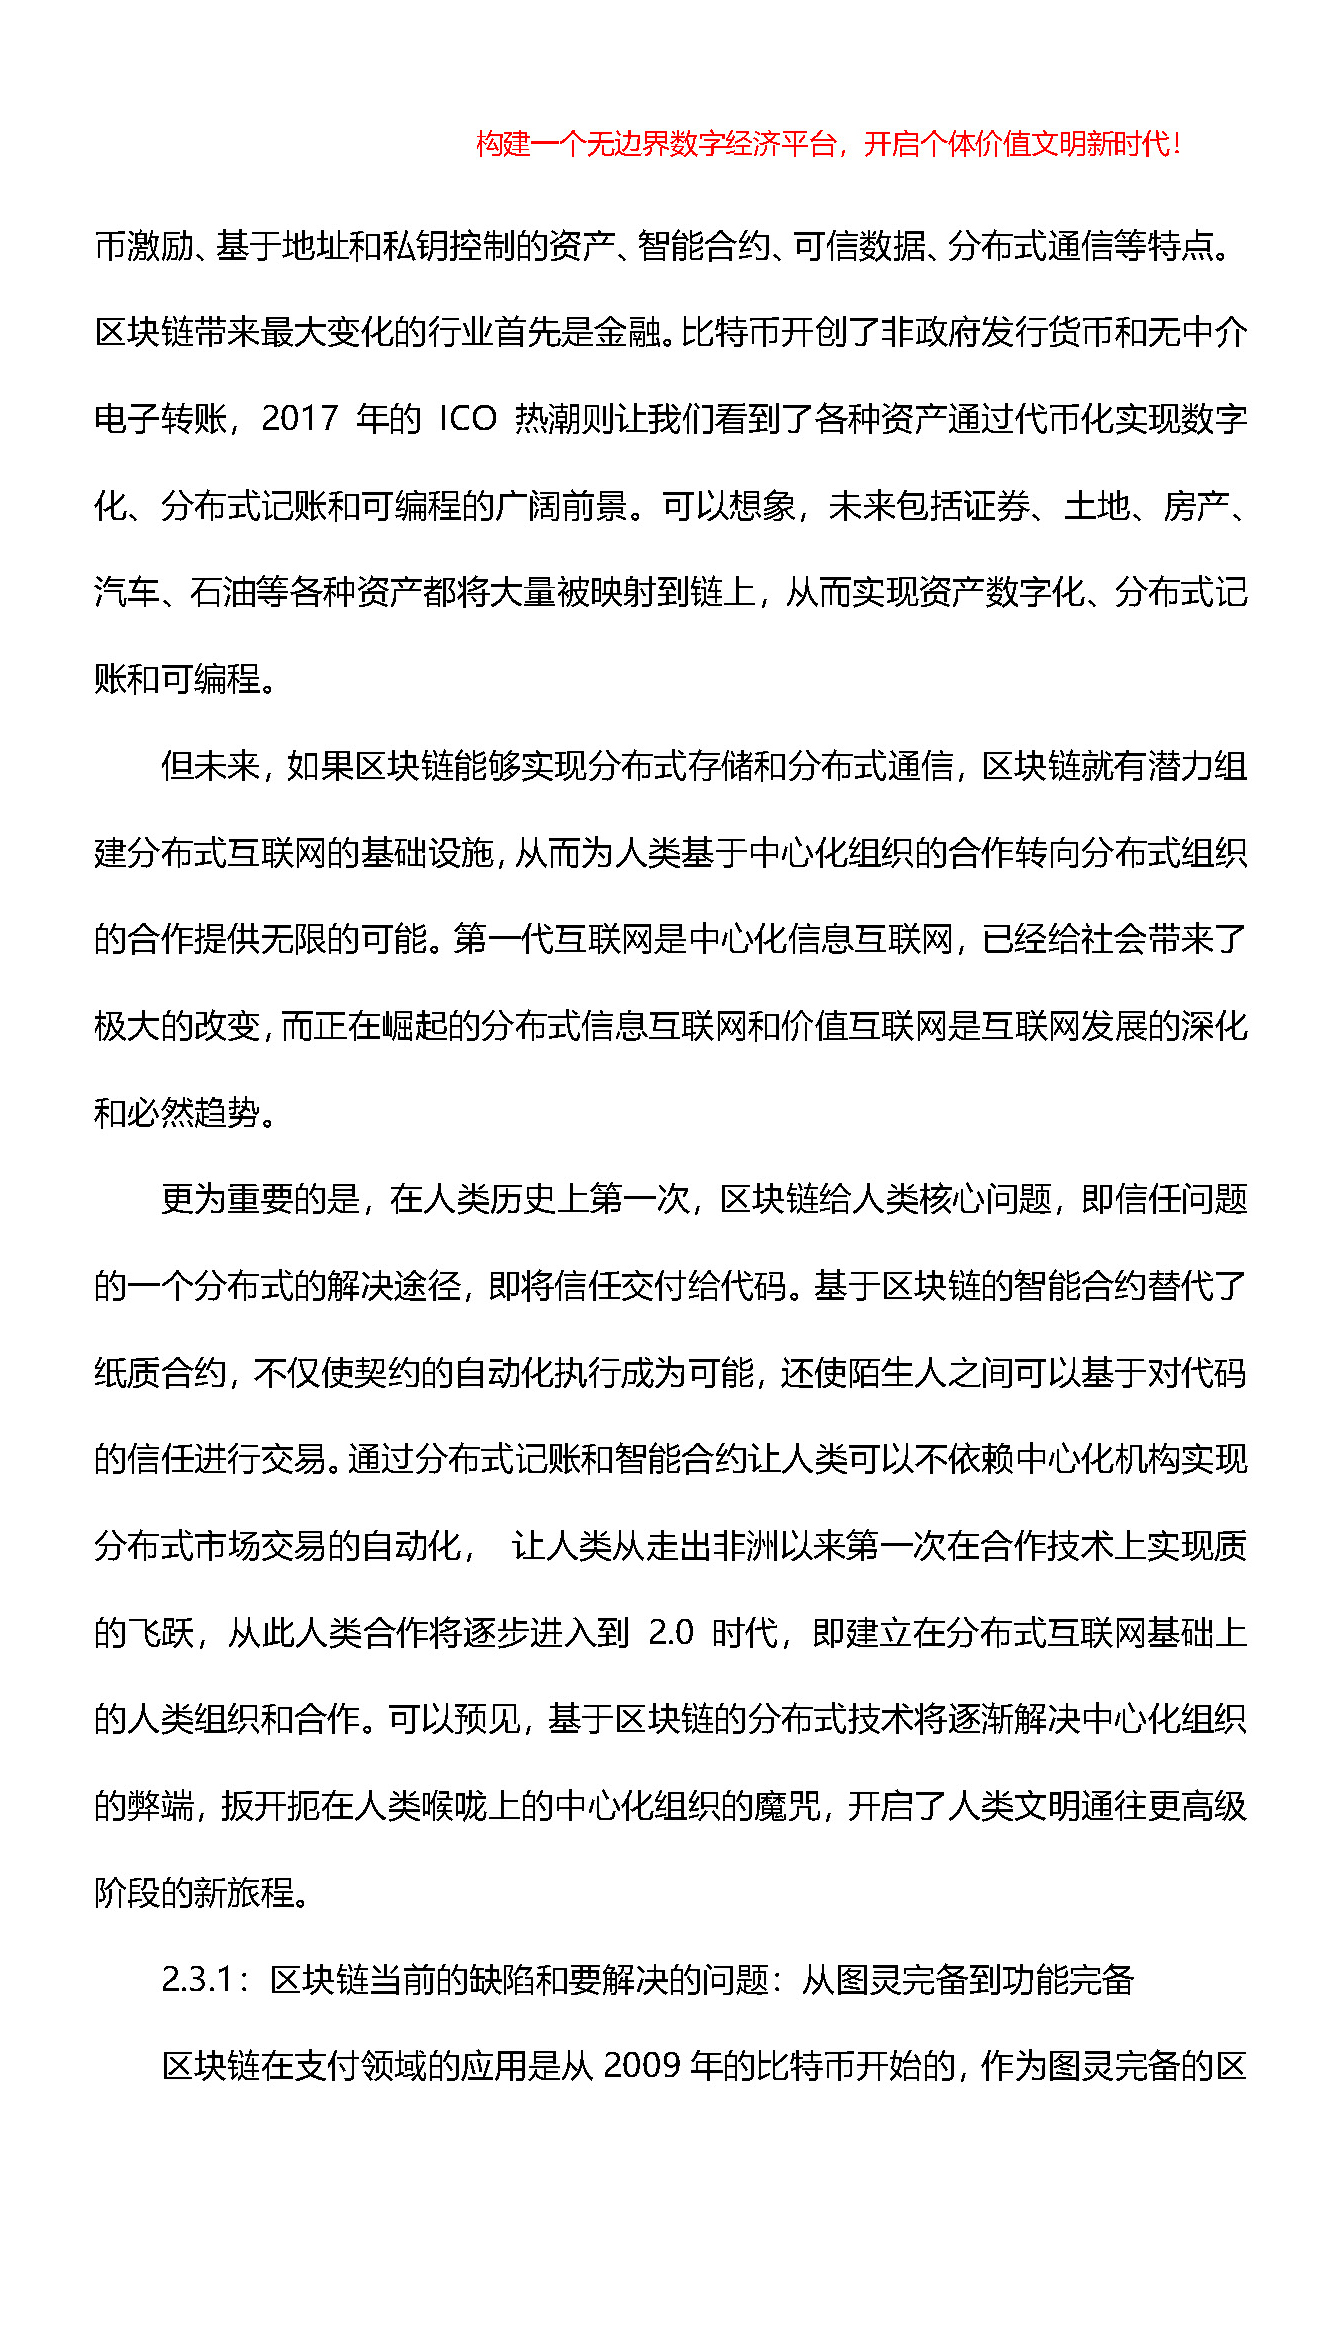 构建一个无边界数字经济平台，开启个体价值文明新时代！
币激励、基于地址和私钥控制的资产、智能合约、可信数据、分布式通信等特点。
区块链带来最大变化的行业首先是金融。比特币开创了非政府发行货币和无中介
电子转账，2017 年的 ICO 热潮则让我们看到了各种资产通过代币化实现数字
化、分布式记账和可编程的广阔前景。可以想象，未来包括证券、土地、房产、
汽车、石油等各种资产都将大量被映射到链上，从而实现资产数字化、分布式记
账和可编程。
但未来，如果区块链能够实现分布式存储和分布式通信，区块链就有潜力组
建分布式互联网的基础设施，从而为人类基于中心化组织的合作转向分布式组织
的合作提供无限的可能。第一代互联网是中心化信息互联网，已经给社会带来了
极大的改变，而正在崛起的分布式信息互联网和价值互联网是互联网发展的深化
和必然趋势。
更为重要的是，在人类历史上第一次，区块链给人类核心问题，即信任问题
的一个分布式的解决途径，即将信任交付给代码。基于区块链的智能合约替代了
纸质合约，不仅使契约的自动化执行成为可能，还使陌生人之间可以基于对代码
的信任进行交易。通过分布式记账和智能合约让人类可以不依赖中心化机构实现
分布式市场交易的自动化， 让人类从走出非洲以来第一次在合作技术上实现质
的飞跃，从此人类合作将逐步进入到 2.0 时代，即建立在分布式互联网基础上
的人类组织和合作。可以预见，基于区块链的分布式技术将逐渐解决中心化组织
的弊端，扳开扼在人类喉咙上的中心化组织的魔咒，开启了人类文明通往更高级
阶段的新旅程。
2.3.1：区块链当前的缺陷和要解决的问题：从图灵完备到功能完备
区块链在支付领域的应用是从 2009 年的比特币开始的，作为图灵完备的区